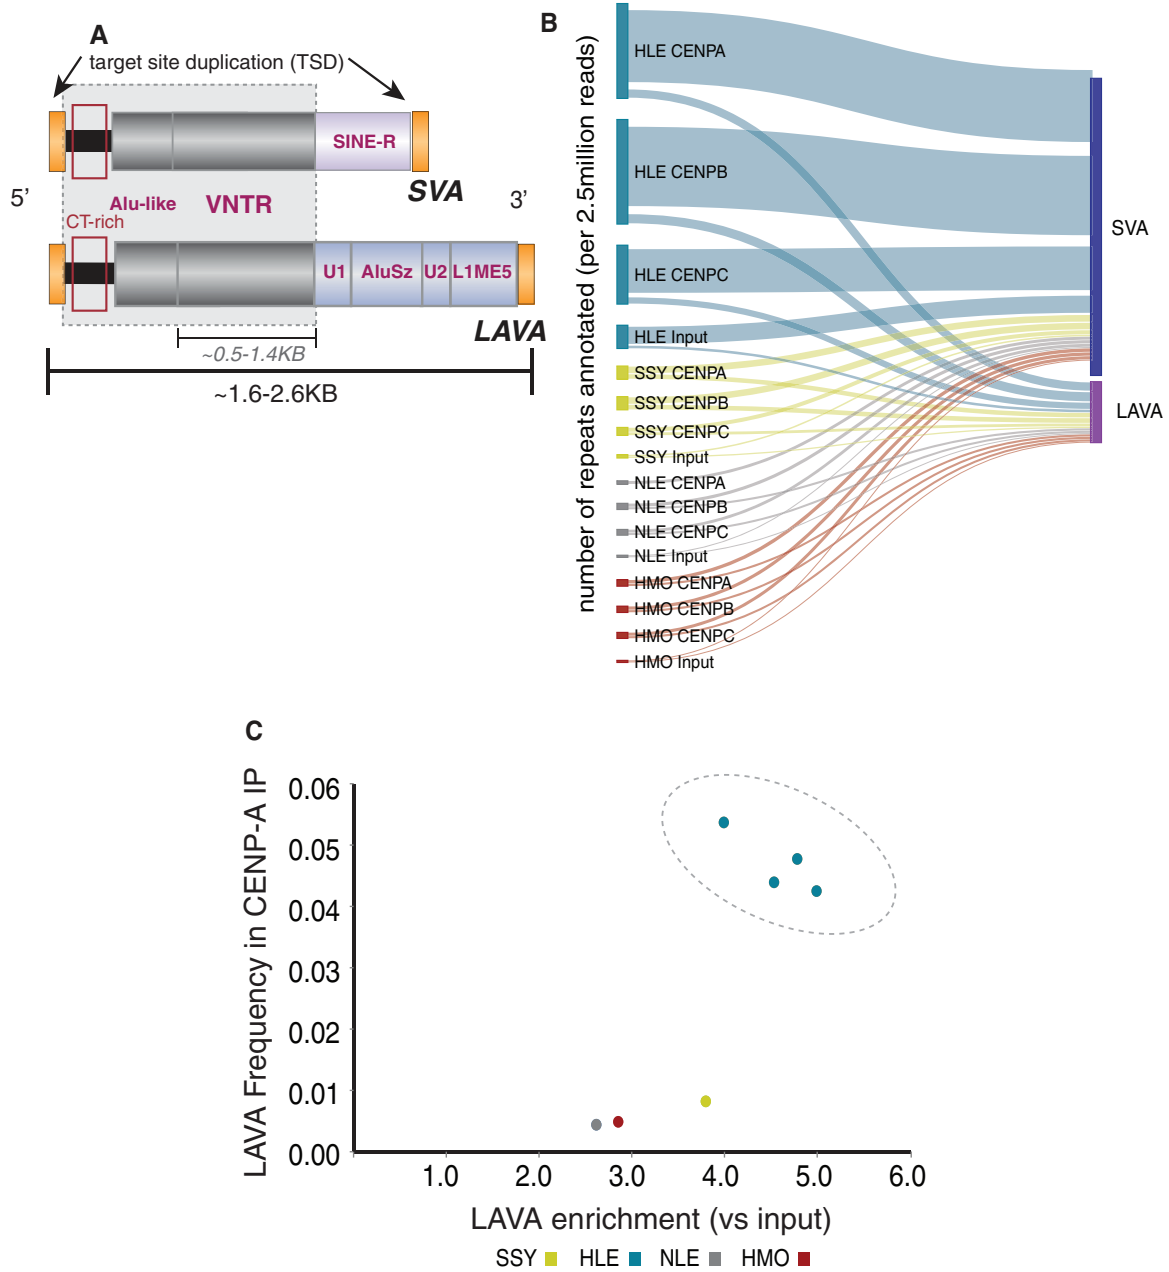 A
target site duplication (TSD)
SINE-R
SVA
5’
3’
Alu-like
VNTR
CT-rich
U1
AluSz
U2
L1ME5
LAVA
~0.5-1.4KB
~1.6-2.6KB
B
number of repeats annotated (per 2.5million reads)
HLE CENPA
HLE CENPB
HLE CENPC
HLE Input
SSY CENPA
SSY CENPB
SSY CENPC
SSY Input
NLE CENPA
NLE CENPB
NLE CENPC
NLE Input
HMO CENPA
HMO CENPB
HMO CENPC
HMO Input
SVA
LAVA
C
LAVA Frequency in CENP-A IP
0.06
0.05
0.04
0.03
0.02
0.01
0.00
1.0 2.0 3.0 4.0 5.0 6.0
LAVA enrichment (vs input)
SSY HLE NLE HMO